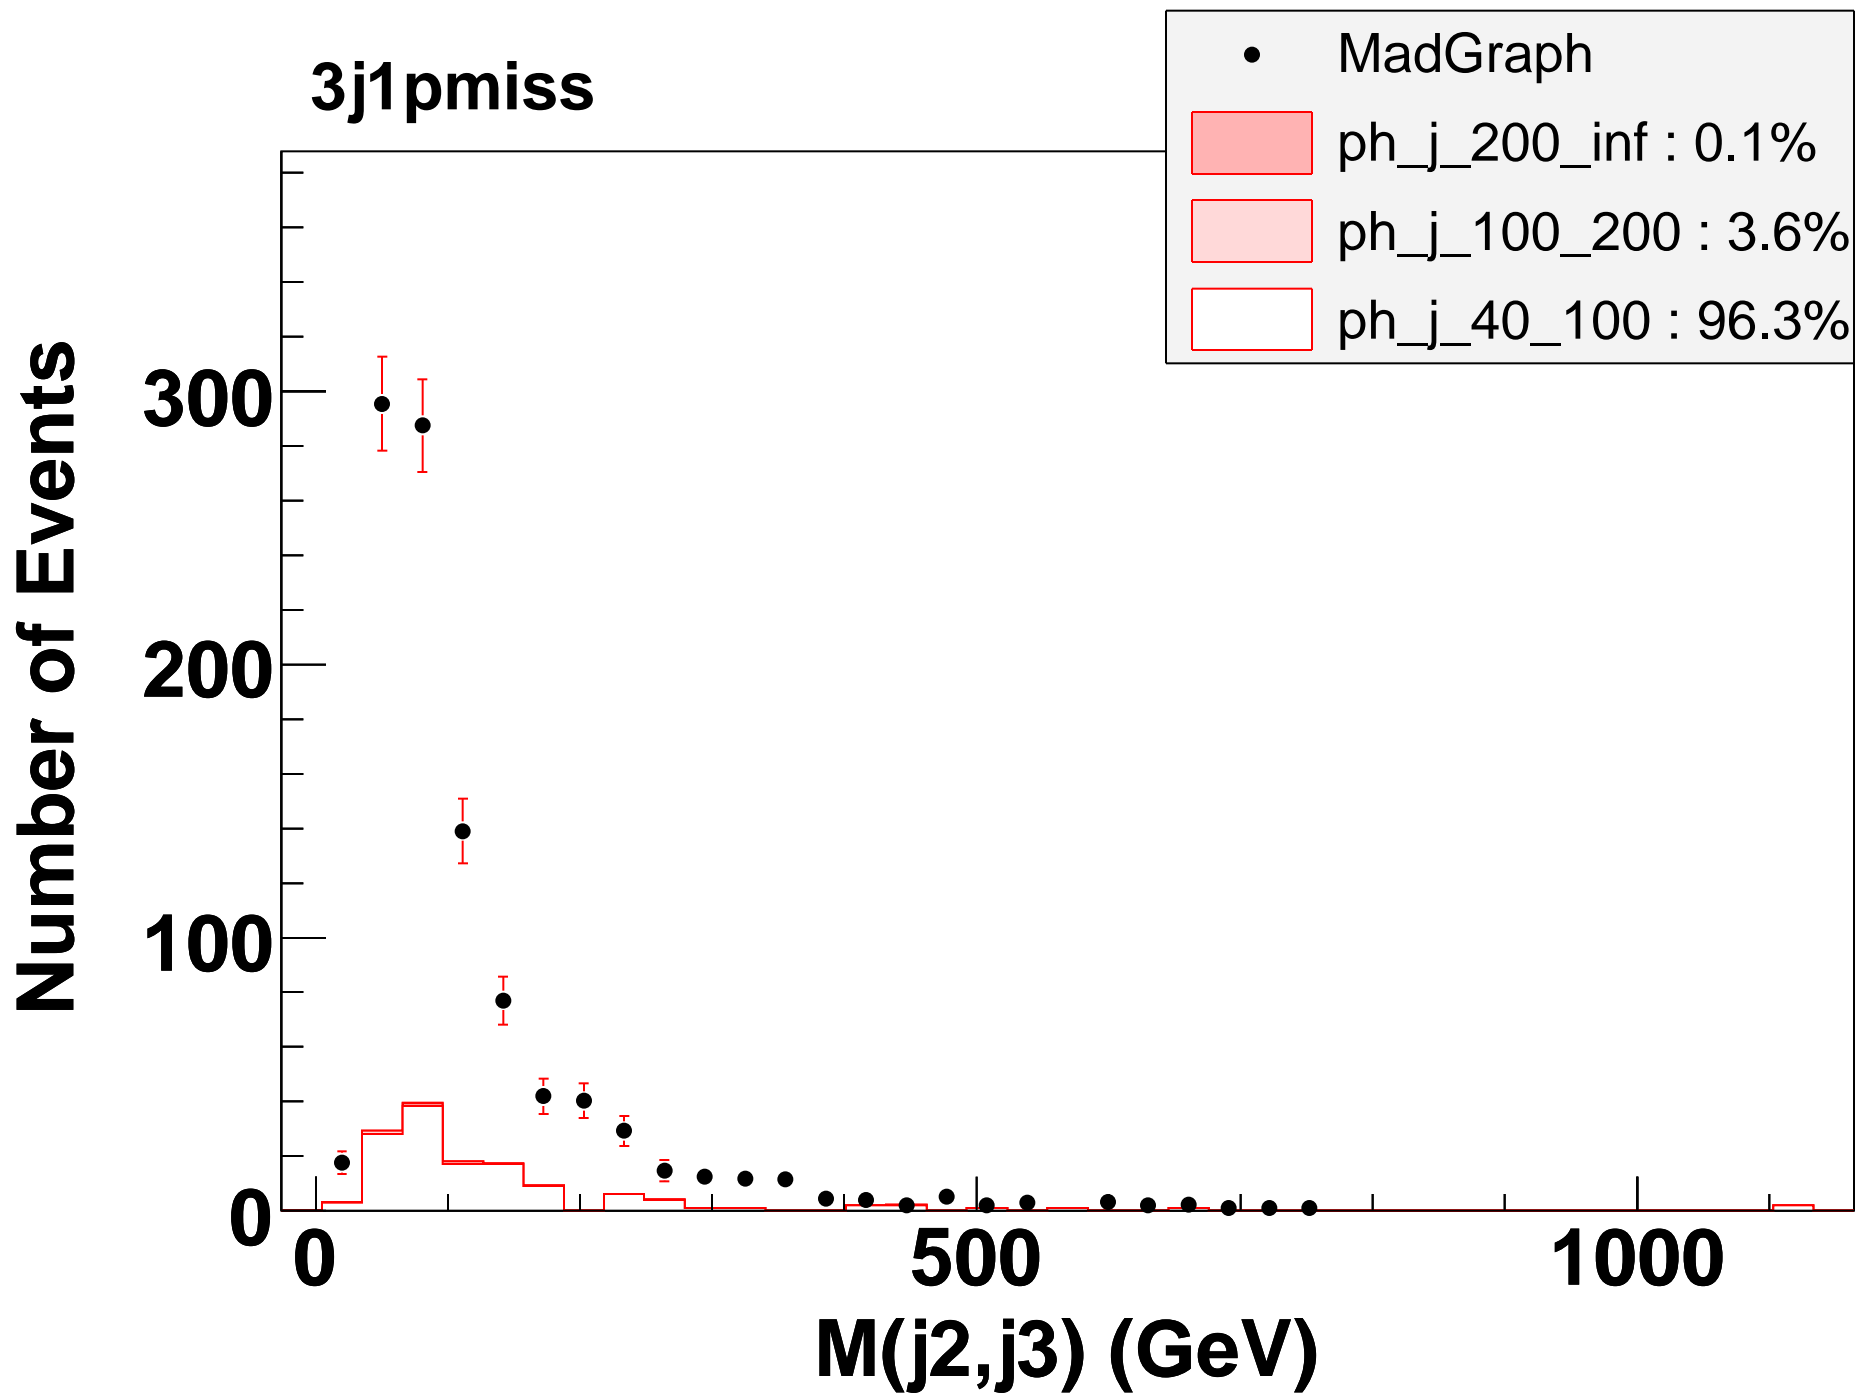 3j1pmiss
MadGraph
ph_j_200_inf : 0.1%
ph_j_100_200 : 3.6%
ph_j_40_100 : 96.3%
Number of Events
300
200
100
0
0 500 1000
M(j2,j3) (GeV)